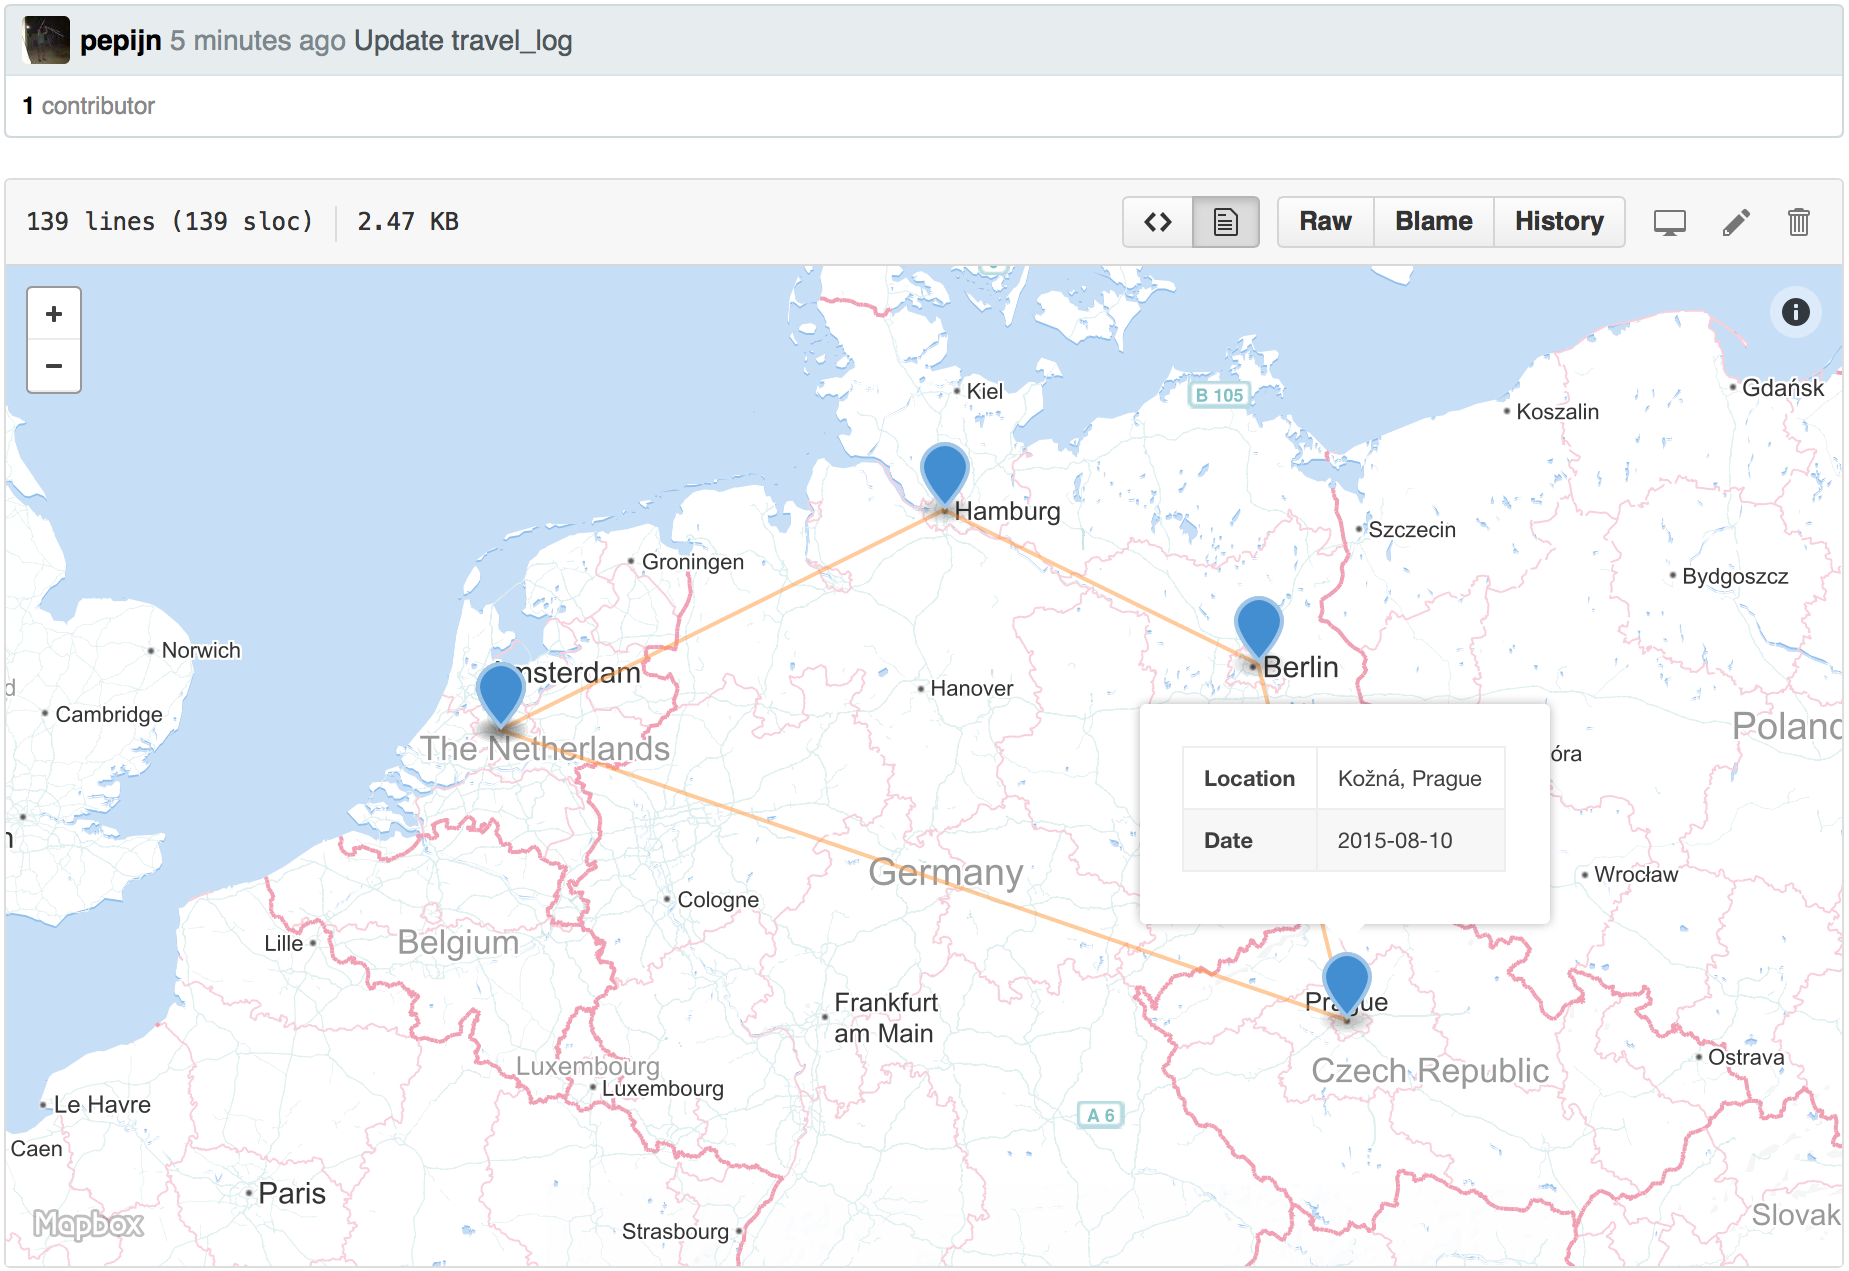 pepijn 5 minutes ago Update travel_log
1 contributor
139 lines (139 sloc) 2.47 KB
Raw Blame History
+
−
Kiel
B 105
Gdańsk
Koszalin
Hamburg
Szczecin
Groningen
Bydgoszcz
Norwich
msterdam
Berlin
Hanover
Cambridge
The Netherlands
Poland
óra
Location Kožná, Prague
Date 2015-08-10
Germany
Wrocław
Cologne
Lille
Belgium
Frankfurt
am Main
Prague
Luxembourg
Luxembourg
Czech Republic
Ostrava
Le Havre
A 6
Caen
Paris
Slovak
Mapbox
Strasbourg